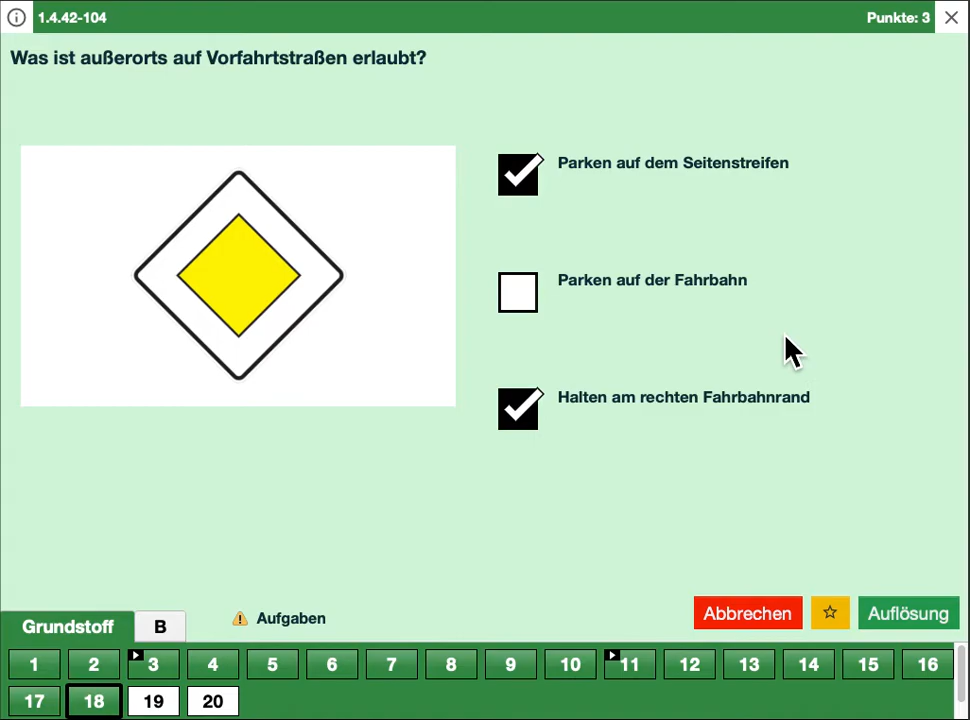 1.4.42-104
Punkte: 3
Was ist außerorts auf Vorfahrtstraßen erlaubt?
Parken auf dem Seitenstreifen
Parken auf der Fahrbahn
Halten am rechten Fahrbahnrand
Abbrechen
Auflösung
Grundstoff
B
Aufgaben
1 2 3 4 5 6 7 8 9 10 11 12 13 14 15 16
17 18 19 20